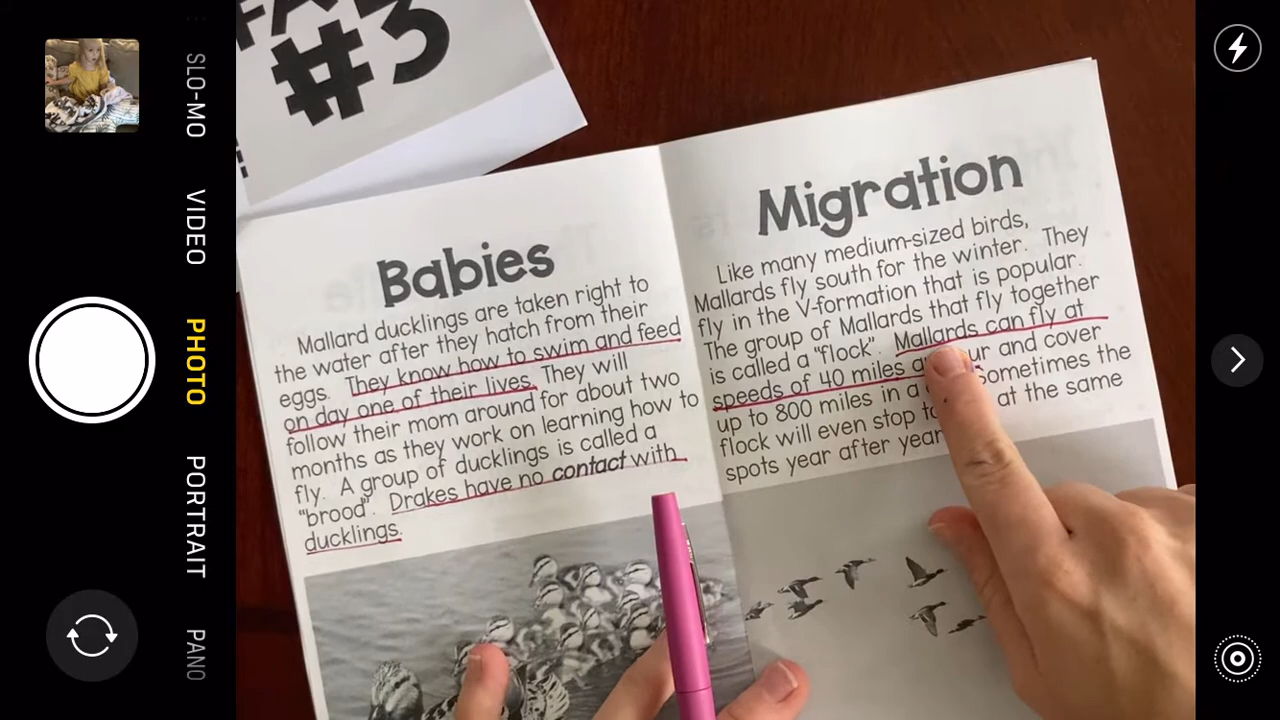 SLO-MO
VIDEO
PHOTO
PORTRAIT
PANO
#3
Babies
Mallard ducklings are taken right to
the water after they hatch from their
eggs. They know how to swim and feed
on day one of their lives. They will
follow their mom around for about two
months as they work on learning how to
fly. A group of ducklings is called a
"brood". Drakes have no contact with
ducklings.
Migration
Like many medium-sized birds,
Mallards fly south for the winter. They
fly in the V-formation that is popular.
The group of Mallards that fly together
is called a "flock". Mallards can fly at
speeds of 40 miles and cover
up to 800 miles in a Sometimes the
flock will even stop at the same
spots year after year